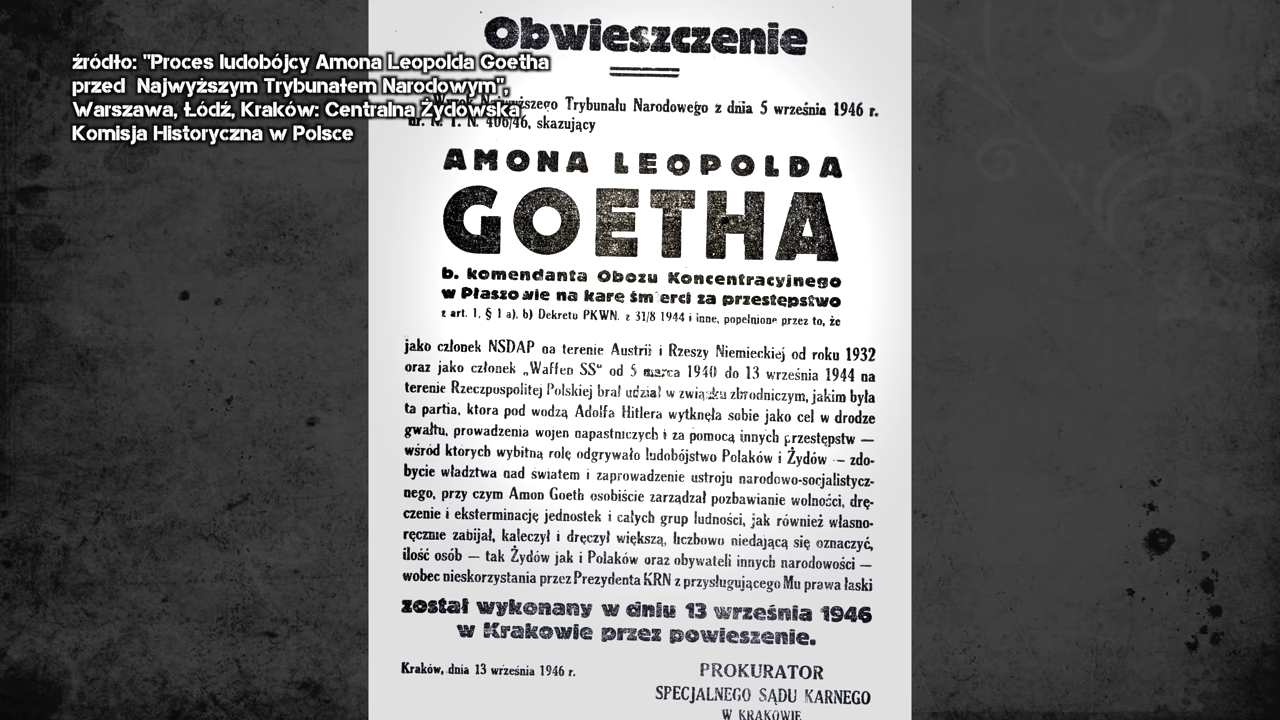 Obwieszczenie
źródło: "Proces ludobójcy Amona Leopolda Goetha
przed Najwyższym Trybunałem Narodowym",
Warszawa, Łódź, Kraków: Centralna Żydowska
Komisja Historyczna w Polsce
Trybunału Narodowego z dnia 5 września 1946 r.
nr. N. T. N. 406/46, skazujący
AMONA LEOPOLDA
GOETHA
b. komendanta Obozu Koncentracyjnego
w Płaszowie na karę śmierci za przestępstwo
z art. 1, § 1 a), b) Dekretu PKWN. z 31/8 1944 i inne, popełnione przez to, że
jako członek NSDAP na terenie Austrii i Rzeszy Niemieckiej od roku 1932
oraz jako członek „Waffen SS“ od 5 marca 1940 do 13 września 1944 na
terenie Rzeczpospolitej Polskiej brał udział w związku zbrodniczym, jakim była
ta partia, ktora pod wodzą Adolfa Hitlera wytknęła sobie jako cel w drodze
gwałtu, prowadzenia wojen napastniczych i za pomocą innych przestępstw —
wśród ktorych wybitną rolę odgrywało ludobójstwo Polaków i Żydów — zdo-
bycie władztwa nad światem i zaprowadzenie ustroju narodowo-socjalistycz-
nego, przy czym Amon Goeth osobiście zarządzał pozbawianie wolności, drę-
czenie i eksterminację jednostek i całych grup ludności, jak również własno-
ręcznie zabijał, kaleczył i dręczył większą, liczbowo niedającą się oznaczyć,
ilość osób — tak Żydów jak i Polaków oraz obywateli innych narodowości —
wobec nieskorzystania przez Prezydenta KRN z przysługującego Mu prawa łaski
został wykonany w dniu 13 września 1946
w Krakowie przez powieszenie.
Kraków, dnia 13 września 1946 r.
PROKURATOR
SPECJALNEGO SĄDU KARNEGO
W KRAKOWIE